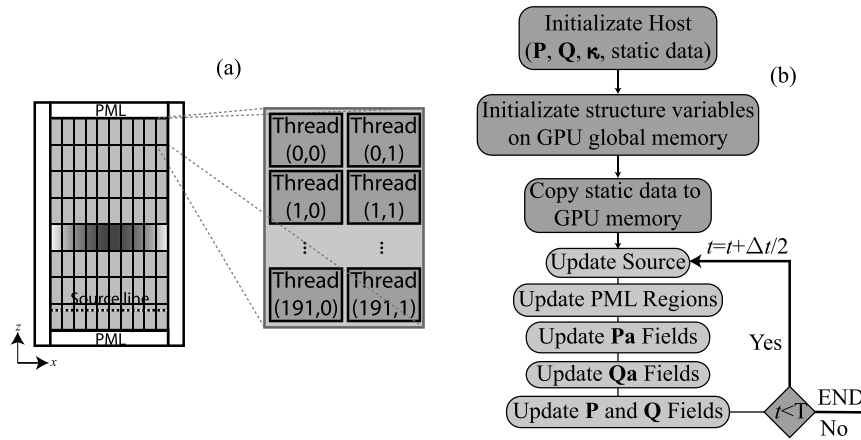 (a)
PML
Source line
PML
z
x
Thread
(0,0)
Thread
(0,1)
Thread
(1,0)
Thread
(1,1)
⋮
⋮
Thread
(191,0)
Thread
(191,1)
(b)
Initializate Host
(P, Q, κ, static data)
Initializate structure variables
on GPU global memory
Copy static data to
GPU memory
t=t+Δt/2
Update Source
Update PML Regions
Update Pa Fields
Yes
Update Qa Fields
Update P and Q Fields
t<T
END
No